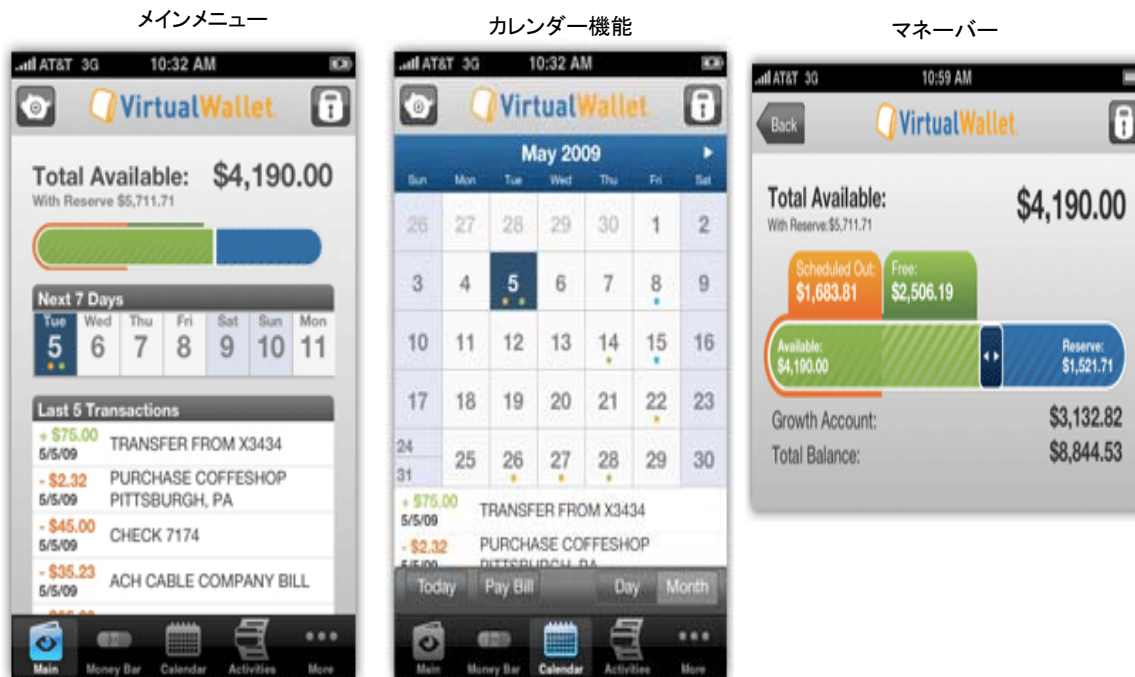 メインメニュー
AT&T 3G 10:32 AM
VirtualWallet.
Total Available: $4,190.00
With Reserve $5,711.71
Next 7 Days
Tue Wed Thu Fri Sat Sun Mon
5 6 7 8 9 10 11
Last 5 Transactions
+ $75.00 TRANSFER FROM X3434
5/5/09
- $2.32 PURCHASE COFFESHOP
5/5/09 PITTSBURGH, PA
- $45.00 CHECK 7174
5/5/09
- $35.23 ACH CABLE COMPANY BILL
5/5/09
Main Money Bar Calendar Activities More
カレンダー機能
AT&T 3G 10:32 AM
VirtualWallet.
May 2009
Sun Mon Tue Wed Thu Fri Sat
26 27 28 29 30 1 2
3 4 5 6 7 8 9
10 11 12 13 14 15 16
17 18 19 20 21 22 23
24
31 25 26 27 28 29 30
+ $75.00 TRANSFER FROM X3434
5/5/09
- $2.32 PURCHASE COFFESHOP
5/5/09 PITTSBURGH, PA
Today Pay Bill Day Month
Main Money Bar Calendar Activities More
マネーバー
AT&T 3G 10:59 AM
Back VirtualWallet.
Total Available: $4,190.00
With Reserve:$5,711.71
Scheduled Out: Free:
$1,683.81 $2,506.19
Available: Reserve:
$4,190.00 $1,521.71
Growth Account: $3,132.82
Total Balance: $8,844.53